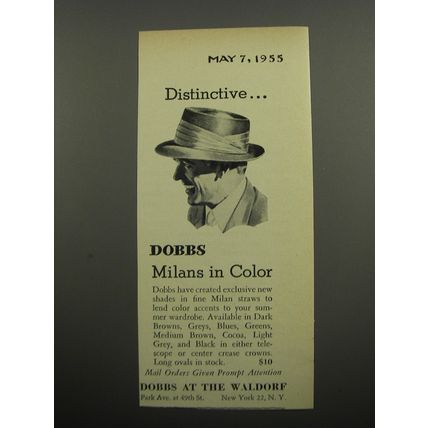 MAY 7, 1955
Distinctive...
DOBBS
Milans in Color
Dobbs have created exclusive new
shades in fine Milan straws to
lend color accents to your sum-
mer wardrobe. Available in Dark
Browns, Greys, Blues, Greens,
Medium Brown, Cocoa, Light
Grey, and Black in either tele-
scope or center crease crowns.
Long ovals in stock. $10
Mail Orders Given Prompt Attention
DOBBS AT THE WALDORF
Park Ave. at 49th St. New York 22, N. Y.